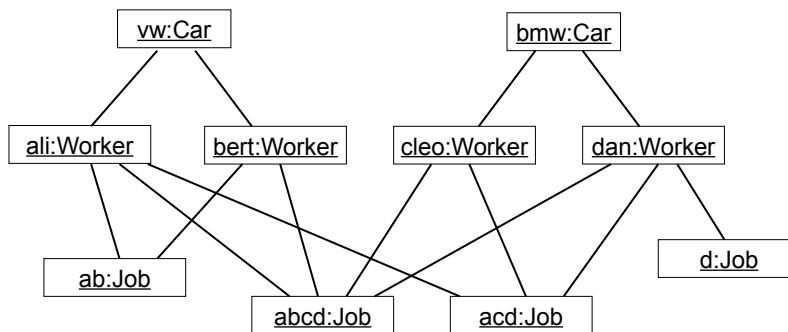 vw:Car
bmw:Car
ali:Worker
bert:Worker
cleo:Worker
dan:Worker
ab:Job
d:Job
abcd:Job
acd:Job